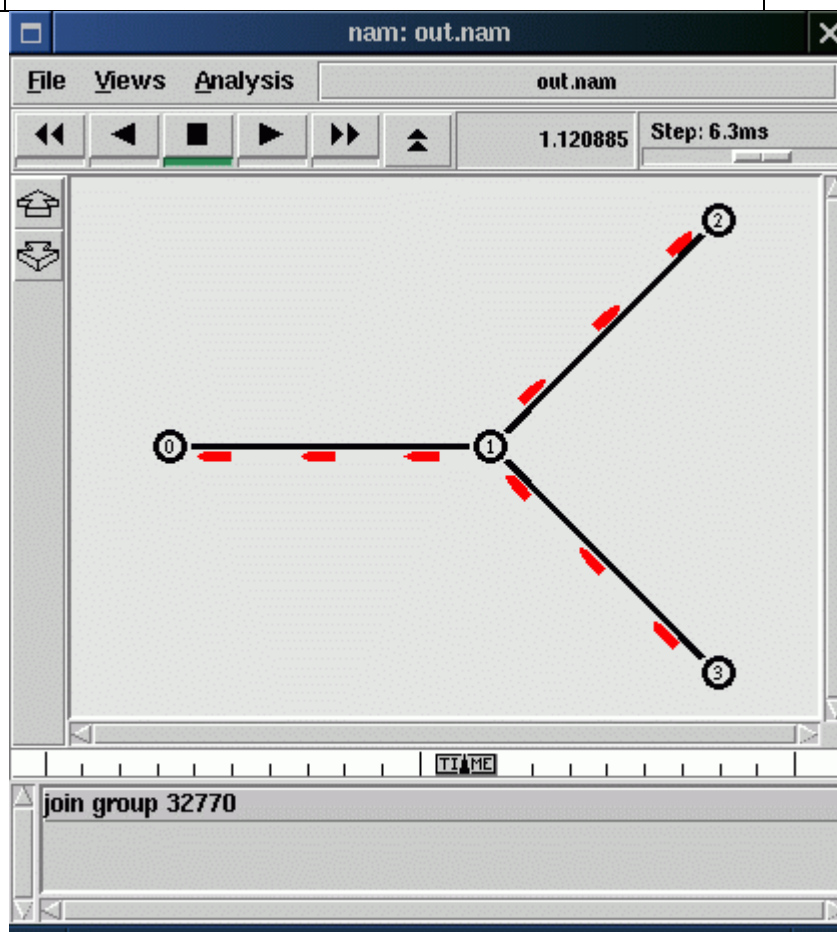 nam: out.nam
File Views Analysis out.nam
1.120885 Step: 6.3ms
2
0 1
3
TIME
join group 32770